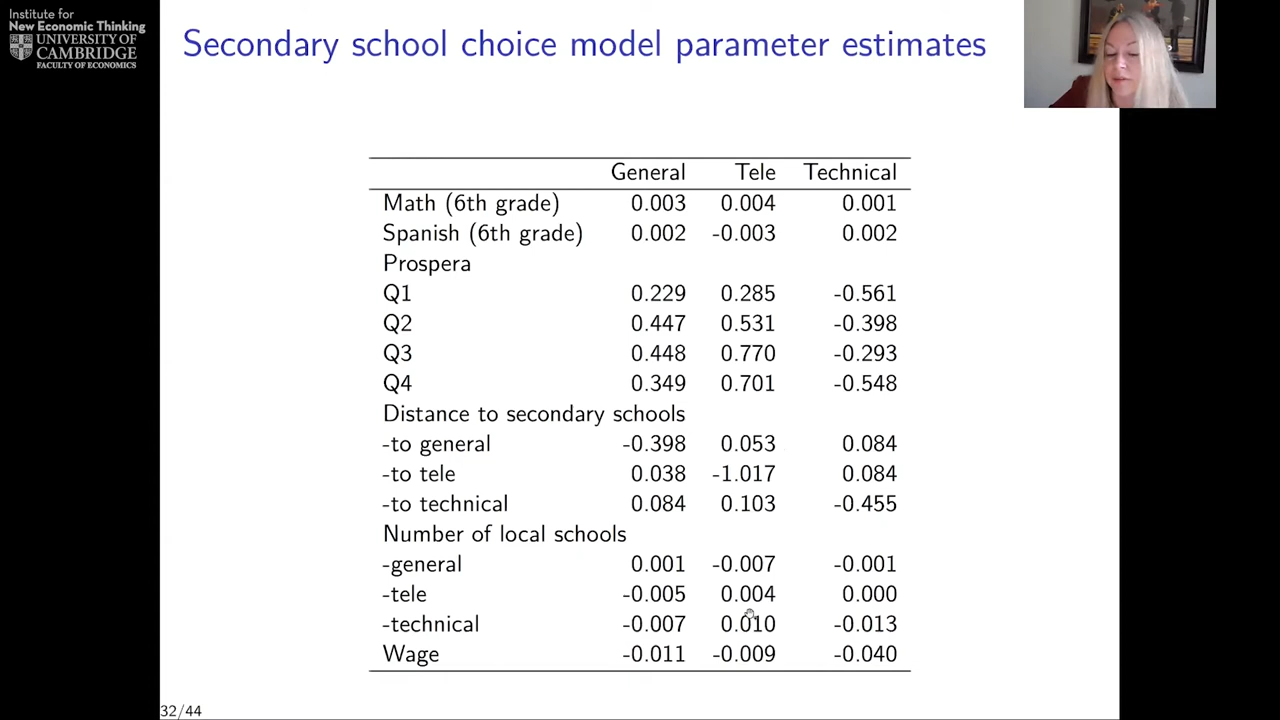 Institute for
New Economic Thinking
UNIVERSITY OF
CAMBRIDGE
FACULTY OF ECONOMICS
Secondary school choice model parameter estimates
General Tele Technical
Math (6th grade) 0.003 0.004 0.001
Spanish (6th grade) 0.002 -0.003 0.002
Prospera
Q1 0.229 0.285 -0.561
Q2 0.447 0.531 -0.398
Q3 0.448 0.770 -0.293
Q4 0.349 0.701 -0.548
Distance to secondary schools
-to general -0.398 0.053 0.084
-to tele 0.038 -1.017 0.084
-to technical 0.084 0.103 -0.455
Number of local schools
-general 0.001 -0.007 -0.001
-tele -0.005 0.004 0.000
-technical -0.007 0.010 -0.013
Wage -0.011 -0.009 -0.040
32/44